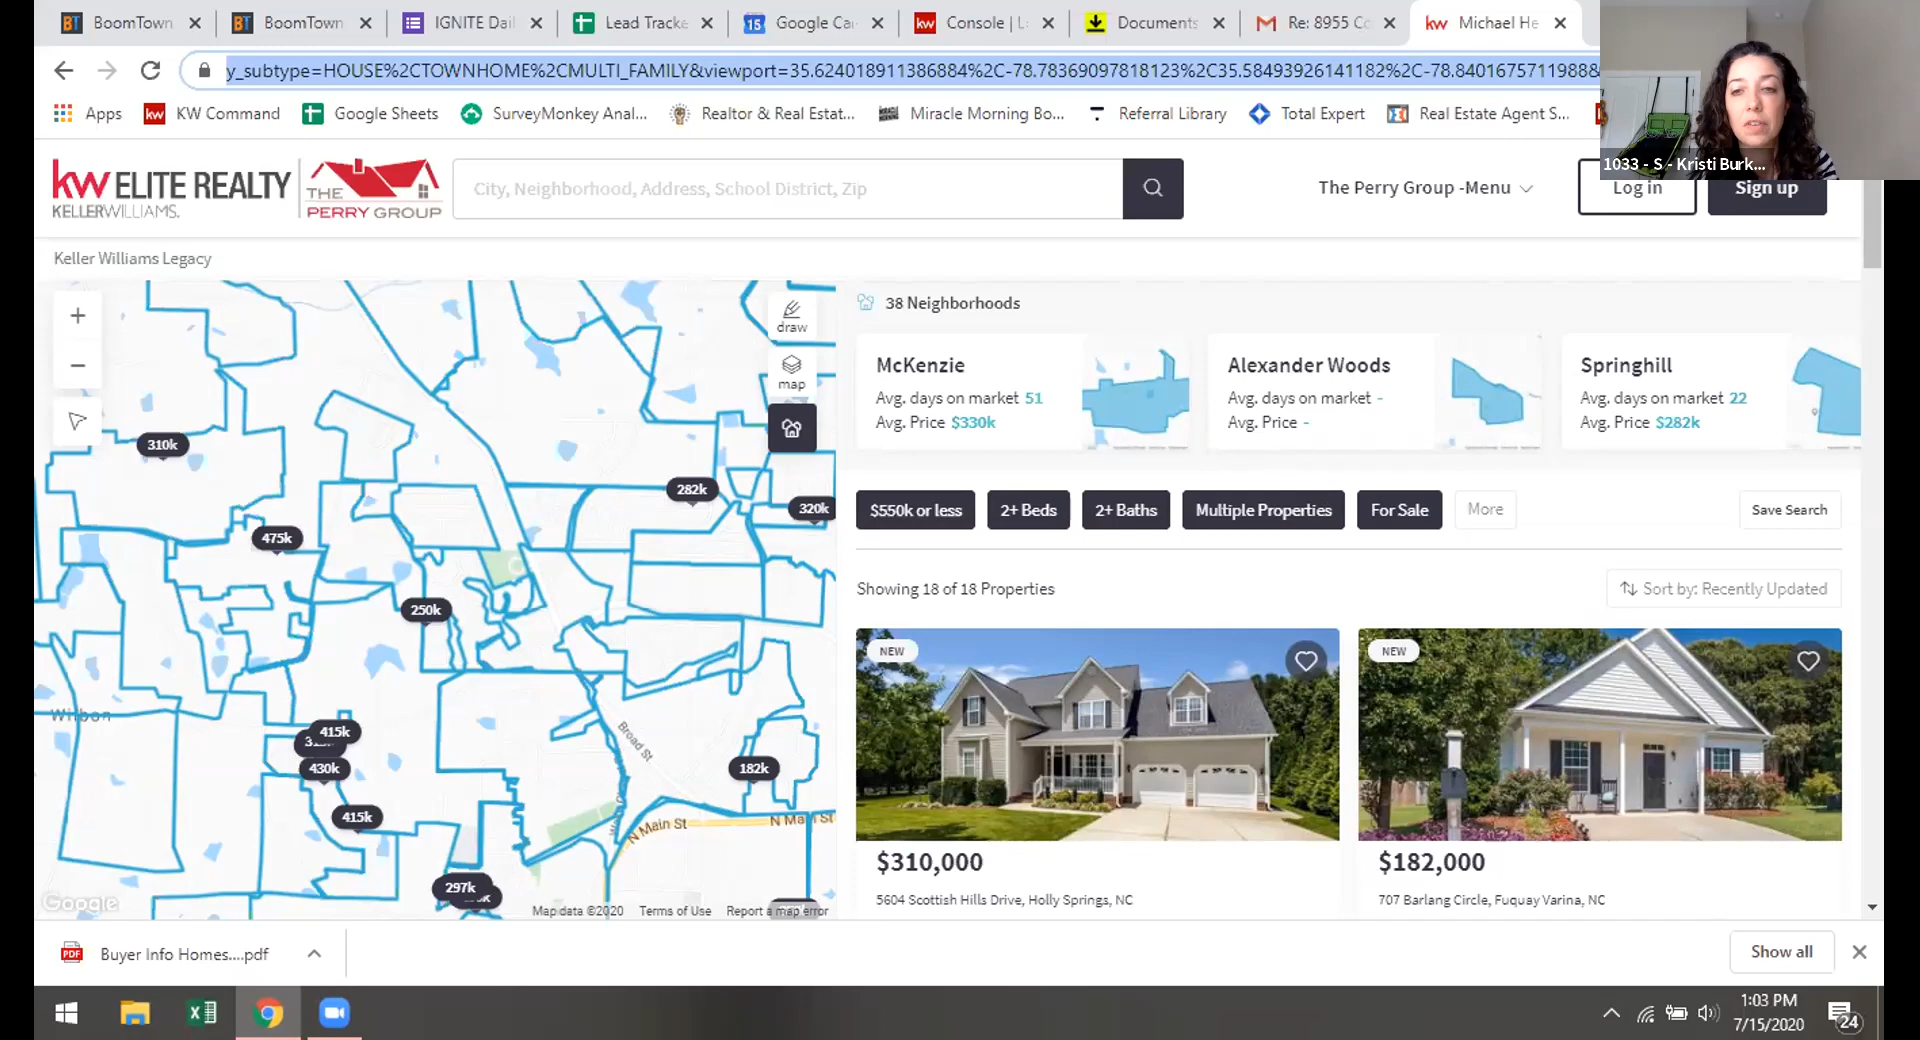 BoomTown
BoomTown
IGNITE Dail
Lead Tracke
Google Ca
Console | L
Documents
Re: 8955 Co
Michael He
y_subtype=HOUSE%2CTOWNHOME%2CMULTI_FAMILY&viewport=35.624018911386884%2C-78.78369097818123%2C35.58493926141182%2C-78.84016757119888&
Apps
KW Command
Google Sheets
SurveyMonkey Anal...
Realtor & Real Estat...
Miracle Morning Bo...
Referral Library
Total Expert
Real Estate Agent S...
1033 - S - Kristi Burk...
kw ELITE REALTY
KELLERWILLIAMS.
THE
PERRY GROUP
City, Neighborhood, Address, School District, Zip
The Perry Group -Menu
Log in
Sign up
Keller Williams Legacy
draw
map
310k
282k
320k
475k
250k
Wilbon
415k
430k
415k
182k
297k
Broad St
N Main St
N Main St
Google
Map data ©2020
Terms of Use
Report a map error
38 Neighborhoods
McKenzie
Avg. days on market 51
Avg. Price $330k
Alexander Woods
Avg. days on market -
Avg. Price -
Springhill
Avg. days on market 22
Avg. Price $282k
$550k or less
2+ Beds
2+ Baths
Multiple Properties
For Sale
More
Save Search
Showing 18 of 18 Properties
Sort by: Recently Updated
NEW
NEW
$310,000
5604 Scottish Hills Drive, Holly Springs, NC
$182,000
707 Barlang Circle, Fuquay Varina, NC
Buyer Info Homes....pdf
Show all
1:03 PM
7/15/2020
24